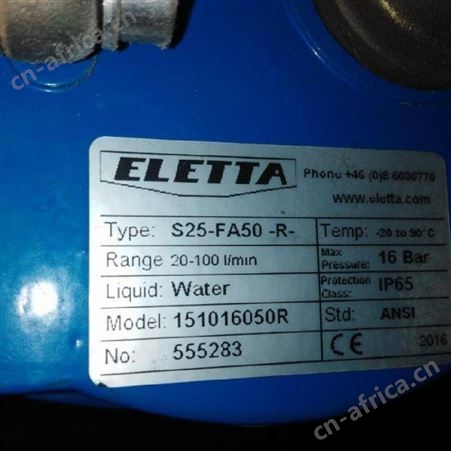 ELETTA
Phone +46 (0)8 6030770
www.eletta.com
Type: S25-FA50 -R-
Temp: -20 to 90°C
Range 20-100 l/min
Max Pressure: 16 Bar
Liquid: Water
Protection Class: IP65
Model: 151016050R
Std: ANSI
No: 555283
CE 2016
cn-africa.cn
cn-africa.cn